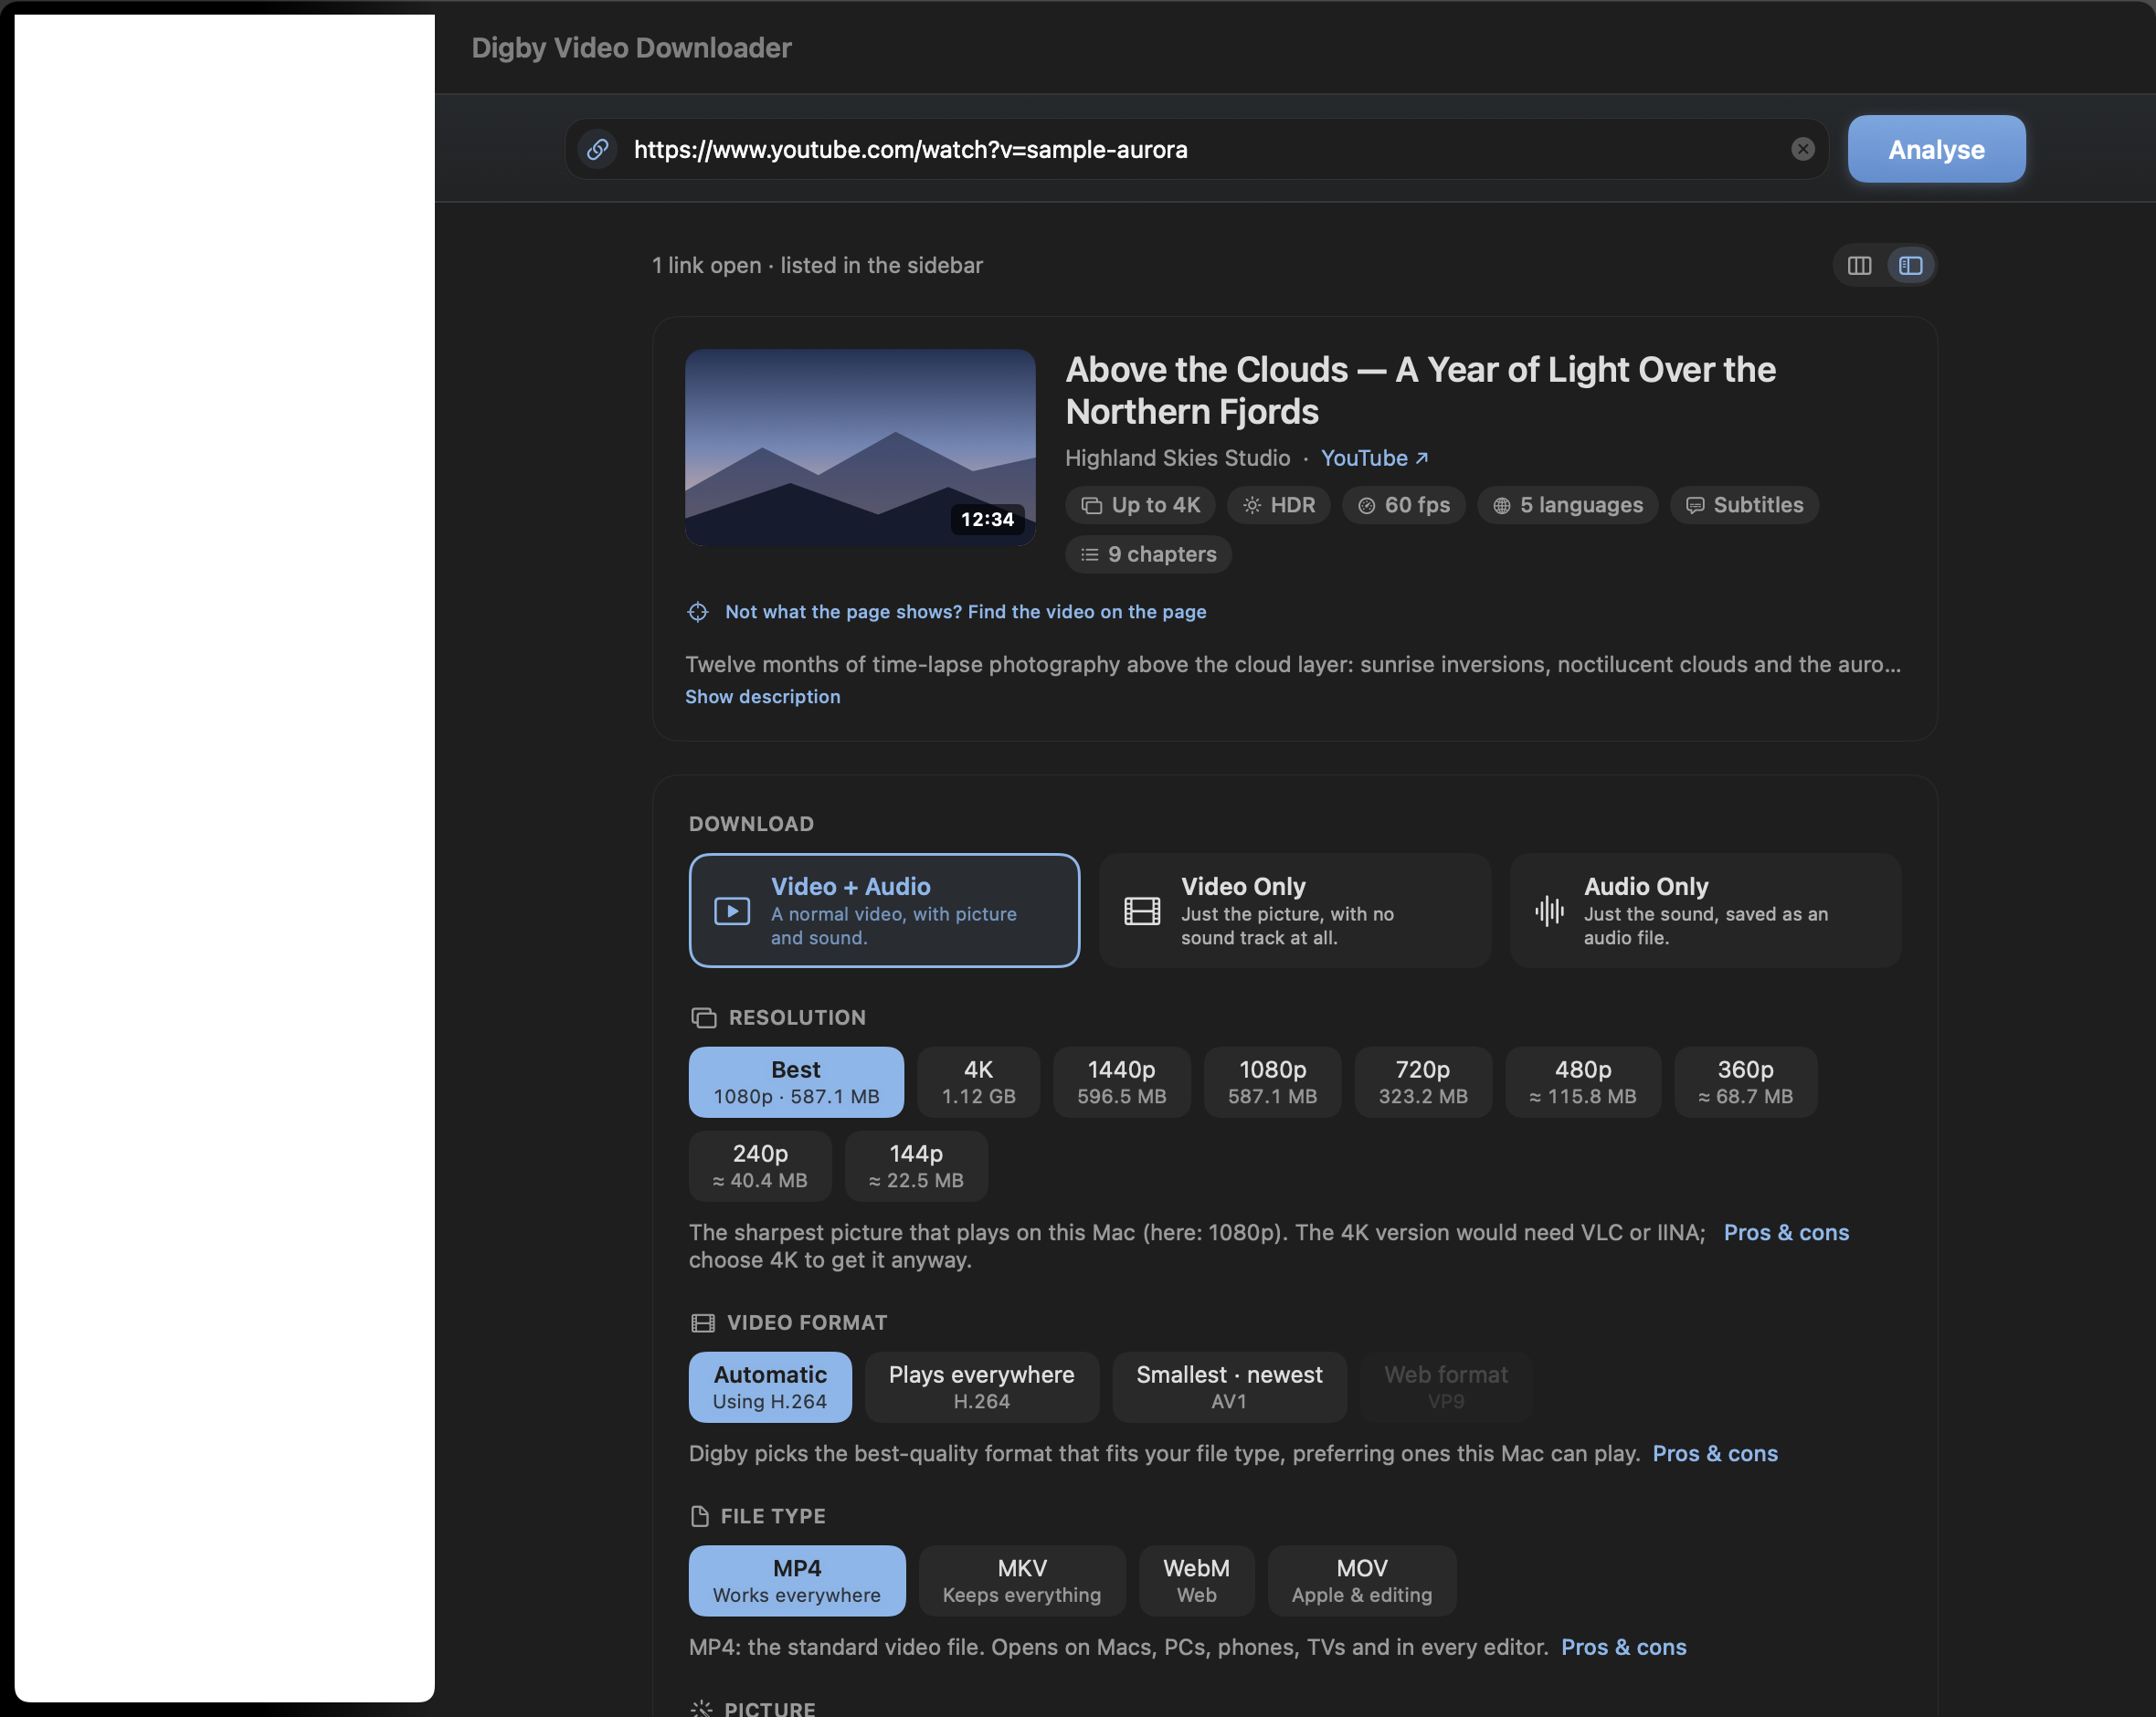 Digby Video Downloader
https://www.youtube.com/watch?v=sample-aurora
Analyse
1 link open · listed in the sidebar
Above the Clouds — A Year of Light Over the
Northern Fjords
Highland Skies Studio · YouTube ↗
Up to 4K
HDR
60 fps
5 languages
Subtitles
9 chapters
12:34
Not what the page shows? Find the video on the page
Twelve months of time-lapse photography above the cloud layer: sunrise inversions, noctilucent clouds and the auro...
Show description
DOWNLOAD
Video + Audio
A normal video, with picture
and sound.
Video Only
Just the picture, with no
sound track at all.
Audio Only
Just the sound, saved as an
audio file.
RESOLUTION
Best
1080p · 587.1 MB
4K
1.12 GB
1440p
596.5 MB
1080p
587.1 MB
720p
323.2 MB
480p
≈ 115.8 MB
360p
≈ 68.7 MB
240p
≈ 40.4 MB
144p
≈ 22.5 MB
The sharpest picture that plays on this Mac (here: 1080p). The 4K version would need VLC or IINA;
choose 4K to get it anyway.
Pros & cons
VIDEO FORMAT
Automatic
Using H.264
Plays everywhere
H.264
Smallest · newest
AV1
Web format
VP9
Digby picks the best-quality format that fits your file type, preferring ones this Mac can play. Pros & cons
FILE TYPE
MP4
Works everywhere
MKV
Keeps everything
WebM
Web
MOV
Apple & editing
MP4: the standard video file. Opens on Macs, PCs, phones, TVs and in every editor. Pros & cons
PICTURE